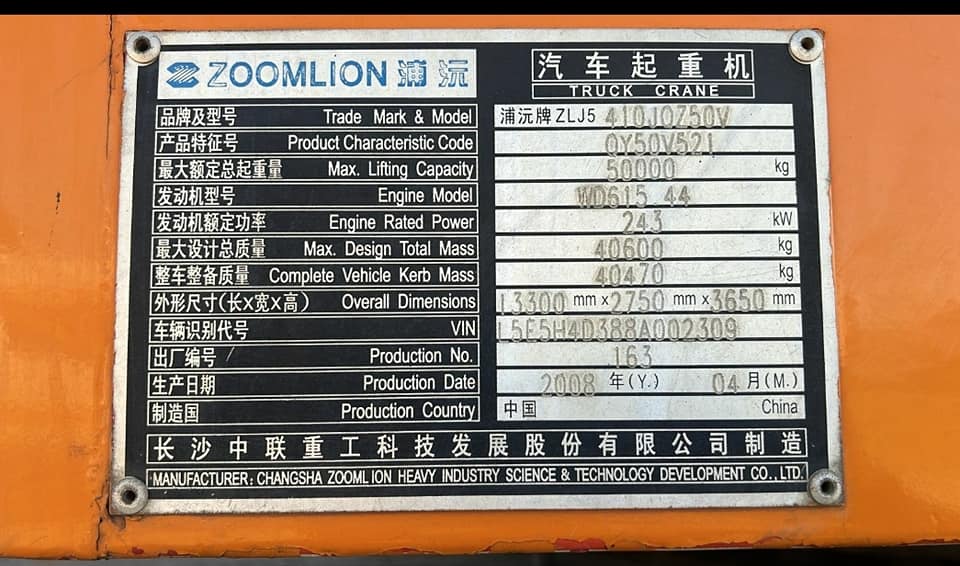 ZOOMLION 浦沅
汽车起重机
TRUCK CRANE
品牌及型号 Trade Mark & Model 浦沅牌 ZLJ5 410JQZ50V
产品特征号 Product Characteristic Code QY50V521
最大额定总起重量 Max. Lifting Capacity 50000 kg
发动机型号 Engine Model WD615 44
发动机额定功率 Engine Rated Power 243 kW
最大设计总质量 Max. Design Total Mass 40600 kg
整车整备质量 Complete Vehicle Kerb Mass 40470 kg
外形尺寸(长X宽X高) Overall Dimensions 13300 mm x 2750 mm x 3650 mm
车辆识别代号 VIN L5E5H4D388A002309
出厂编号 Production No. 163
生产日期 Production Date 2008 年(Y.) 04 月(M.)
制造国 Production Country 中国 China
长沙中联重工科技发展股份有限公司制造
MANUFACTURER: CHANGSHA ZOOMLION HEAVY INDUSTRY SCIENCE & TECHNOLOGY DEVELOPMENT CO.,LTD.